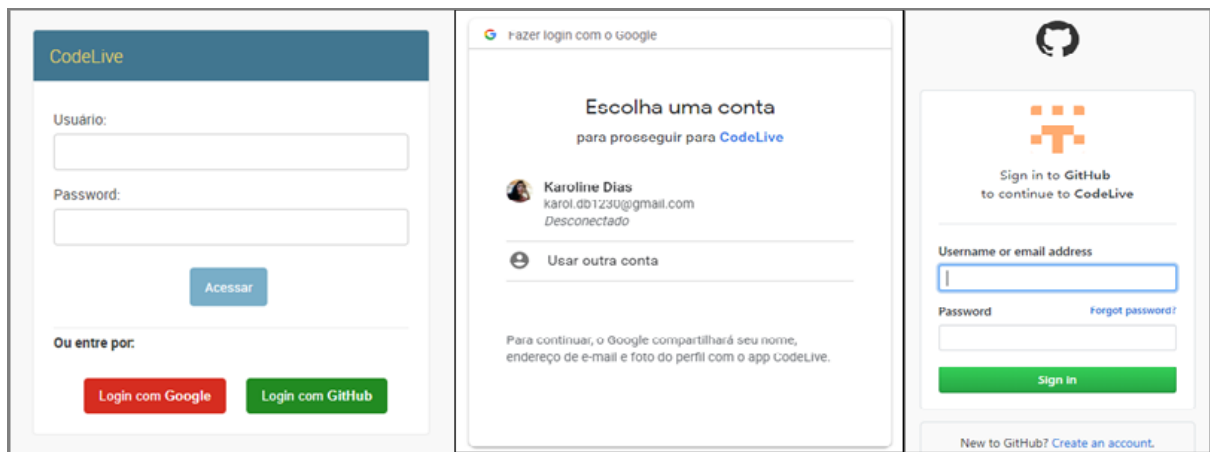 CodeLive
Usuário:
Password:
Acessar
Ou entre por:
Login com Google
Login com GitHub
Fazer login com o Google
Escolha uma conta
para prosseguir para CodeLive
Karoline Dias
karol.db1230@gmail.com
Desconectado
Usar outra conta
Para continuar, o Google compartilhará seu nome,
endereço de e-mail e foto do perfil com o app CodeLive.
Sign in to GitHub
to continue to CodeLive
Username or email address
Password
Forgot password?
Sign in
New to GitHub? Create an account.